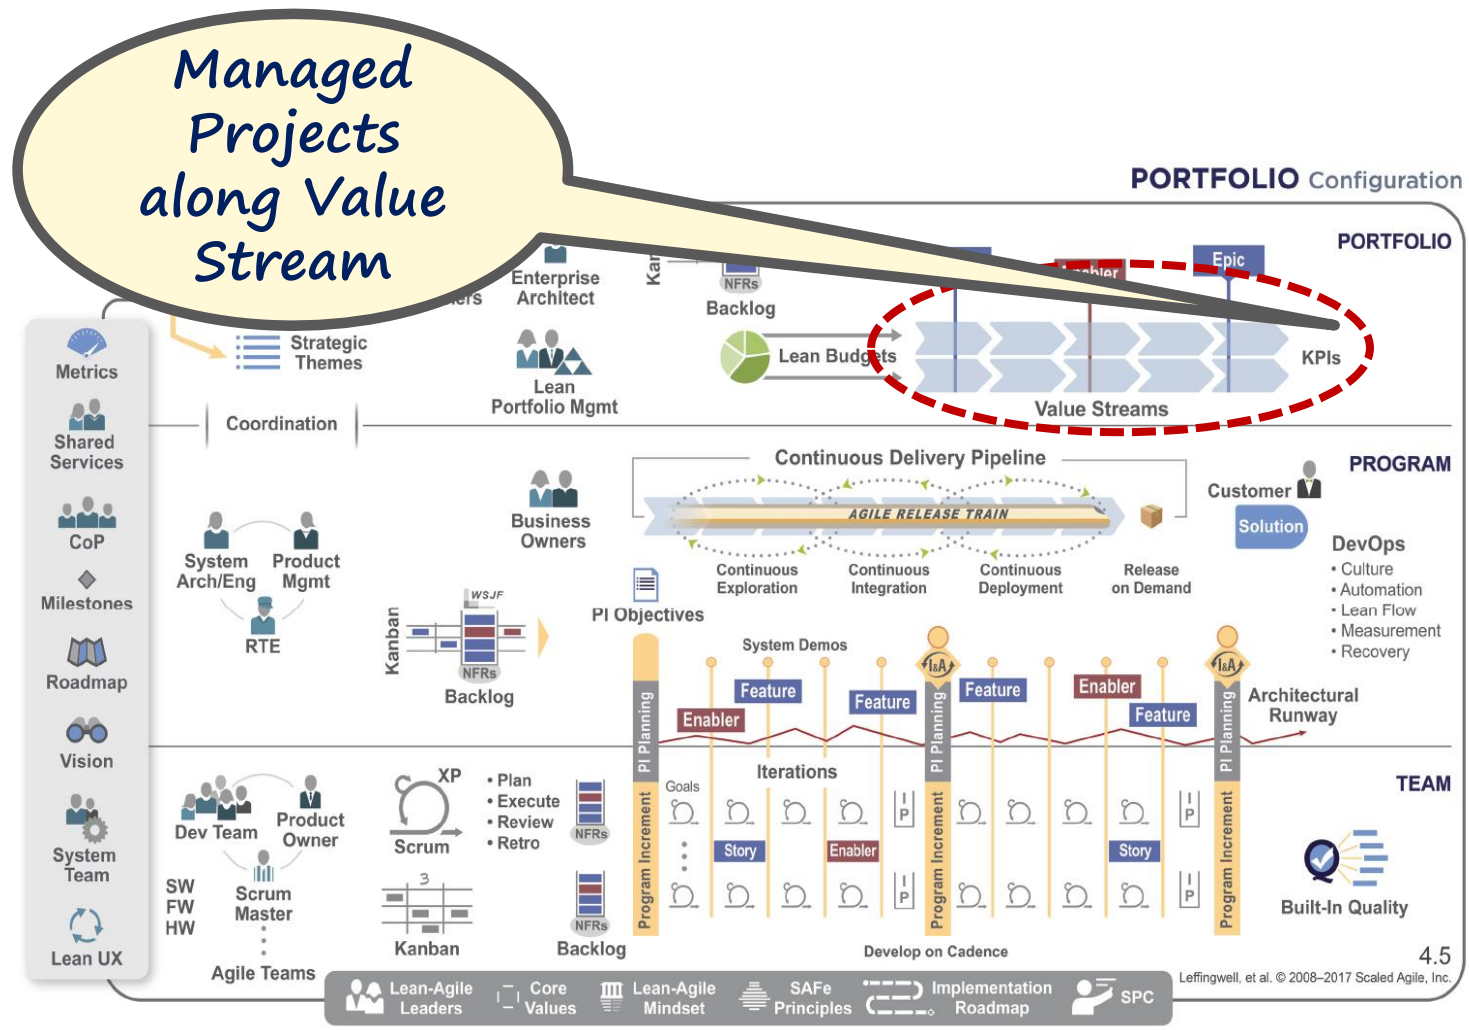 Managed
Projects
along Value
Stream
PORTFOLIO Configuration
PORTFOLIO
Epic
Enterprise
Architect
NFRs
Backlog
Strategic
Themes
Lean
Portfolio Mgmt
Lean Budgets
KPIs
Value Streams
Metrics
Shared
Services
CoP
Milestones
Roadmap
Vision
System
Team
Lean UX
Coordination
PROGRAM
Continuous Delivery Pipeline
AGILE RELEASE TRAIN
Customer
Solution
Business
Owners
Continuous
Exploration
Continuous
Integration
Continuous
Deployment
Release
on Demand
DevOps
• Culture
• Automation
• Lean Flow
• Measurement
• Recovery
System
Arch/Eng
Product
Mgmt
RTE
Kanban
WSJF
NFRs
Backlog
PI Objectives
System Demos
I&A
I&A
PI Planning
PI Planning
PI Planning
Enabler
Feature
Feature
Feature
Enabler
Feature
Architectural
Runway
TEAM
Iterations
Goals
Dev Team
Product
Owner
Scrum
Master
SW
FW
HW
Agile Teams
XP
Scrum
• Plan
• Execute
• Review
• Retro
NFRs
3
Kanban
NFRs
Backlog
Program Increment
Program Increment
Program Increment
Story
Enabler
Story
I
P
I
P
I
P
I
P
Develop on Cadence
Built-In Quality
4.5
Leffingwell, et al. © 2008–2017 Scaled Agile, Inc.
Lean-Agile
Leaders
Core
Values
Lean-Agile
Mindset
SAFe
Principles
Implementation
Roadmap
SPC